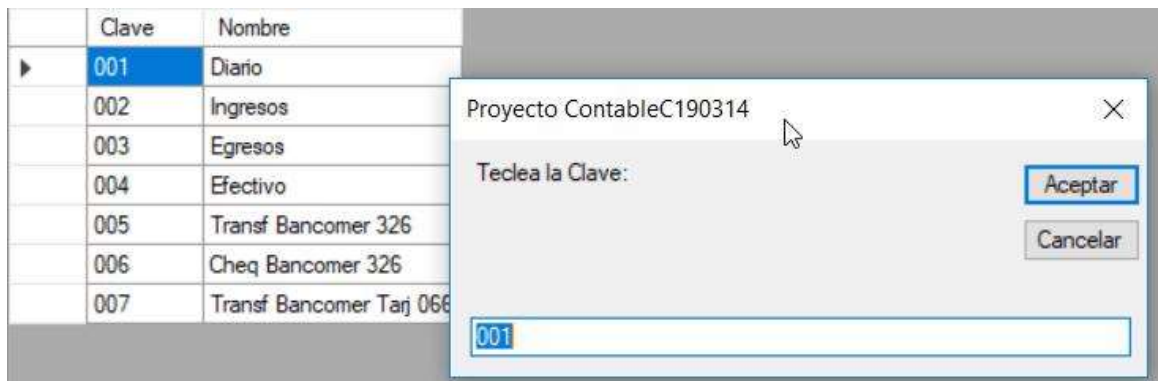 Clave Nombre
001 Diario
002 Ingresos
003 Egresos
004 Efectivo
005 Transf Bancomer 326
006 Cheq Bancomer 326
007 Transf Bancomer Tarj 066
Proyecto ContableC190314
Teclea la Clave:
Aceptar
Cancelar
001